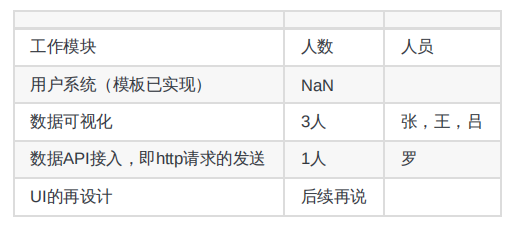 工作模块 人数 人员
用户系统（模板已实现） NaN
数据可视化 3人 张，王，吕
数据API接入，即http请求的发送 1人 罗
UI的再设计 后续再说